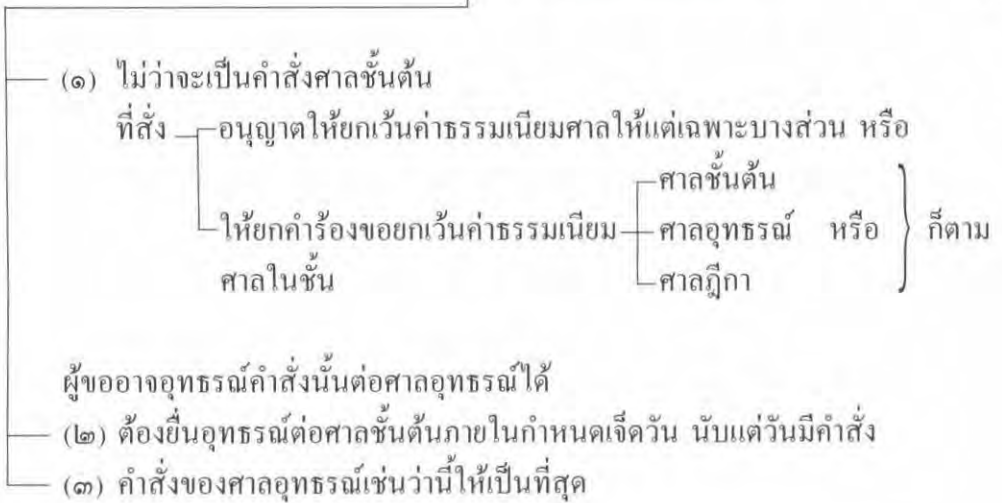 (๑) ไม่ว่าจะเป็นคำสั่งศาลชั้นต้น
ที่สั่ง อนุญาตให้ยกเว้นค่าธรรมเนียมศาลให้แต่เฉพาะบางส่วน หรือ
ศาลชั้นต้น
ให้ยกคำร้องขอยกเว้นค่าธรรมเนียม ศาลอุทธรณ์ หรือ ก็ตาม
ศาลในชั้น ศาลฎีกา
ผู้ขออาจอุทธรณ์คำสั่งนั้นต่อศาลอุทธรณ์ได้
(๒) ต้องยื่นอุทธรณ์ต่อศาลชั้นต้นภายในกำหนดเจ็ดวัน นับแต่วันมีคำสั่ง
(๓) คำสั่งของศาลอุทธรณ์เช่นว่านี้ให้เป็นที่สุด